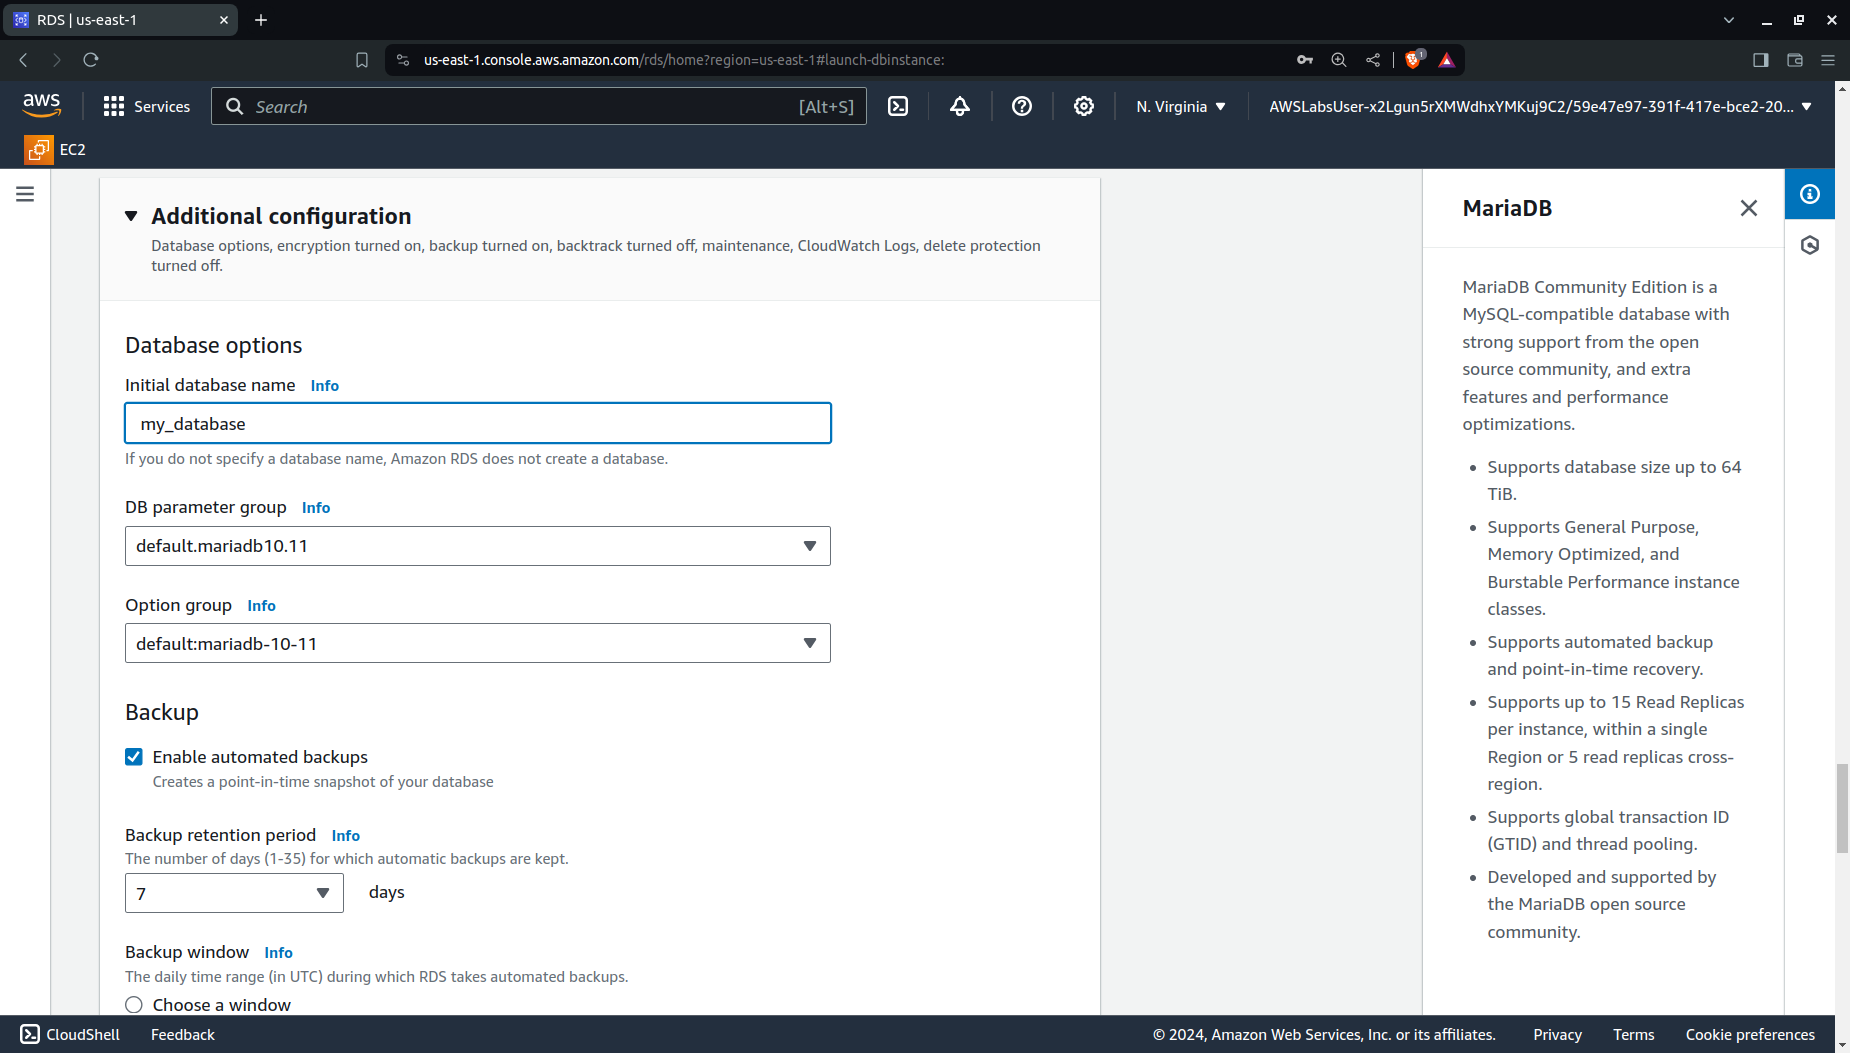 RDS | us-east-1
us-east-1.console.aws.amazon.com/rds/home?region=us-east-1#launch-dbinstance:
1
aws
Services
Search
[Alt+S]
N. Virginia
AWSLabsUser-x2Lgun5rXMWdhxYMKuj9C2/59e47e97-391f-417e-bce2-20...
EC2
Additional configuration
Database options, encryption turned on, backup turned on, backtrack turned off, maintenance, CloudWatch Logs, delete protection
turned off.
Database options
Initial database name Info
my_database
If you do not specify a database name, Amazon RDS does not create a database.
DB parameter group Info
default.mariadb10.11
Option group Info
default:mariadb-10-11
Backup
Enable automated backups
Creates a point-in-time snapshot of your database
Backup retention period Info
The number of days (1-35) for which automatic backups are kept.
7 days
Backup window Info
The daily time range (in UTC) during which RDS takes automated backups.
Choose a window
MariaDB
MariaDB Community Edition is a
MySQL-compatible database with
strong support from the open
source community, and extra
features and performance
optimizations.
• Supports database size up to 64
TiB.
• Supports General Purpose,
Memory Optimized, and
Burstable Performance instance
classes.
• Supports automated backup
and point-in-time recovery.
• Supports up to 15 Read Replicas
per instance, within a single
Region or 5 read replicas cross-
region.
• Supports global transaction ID
(GTID) and thread pooling.
• Developed and supported by
the MariaDB open source
community.
CloudShell
Feedback
© 2024, Amazon Web Services, Inc. or its affiliates.
Privacy
Terms
Cookie preferences